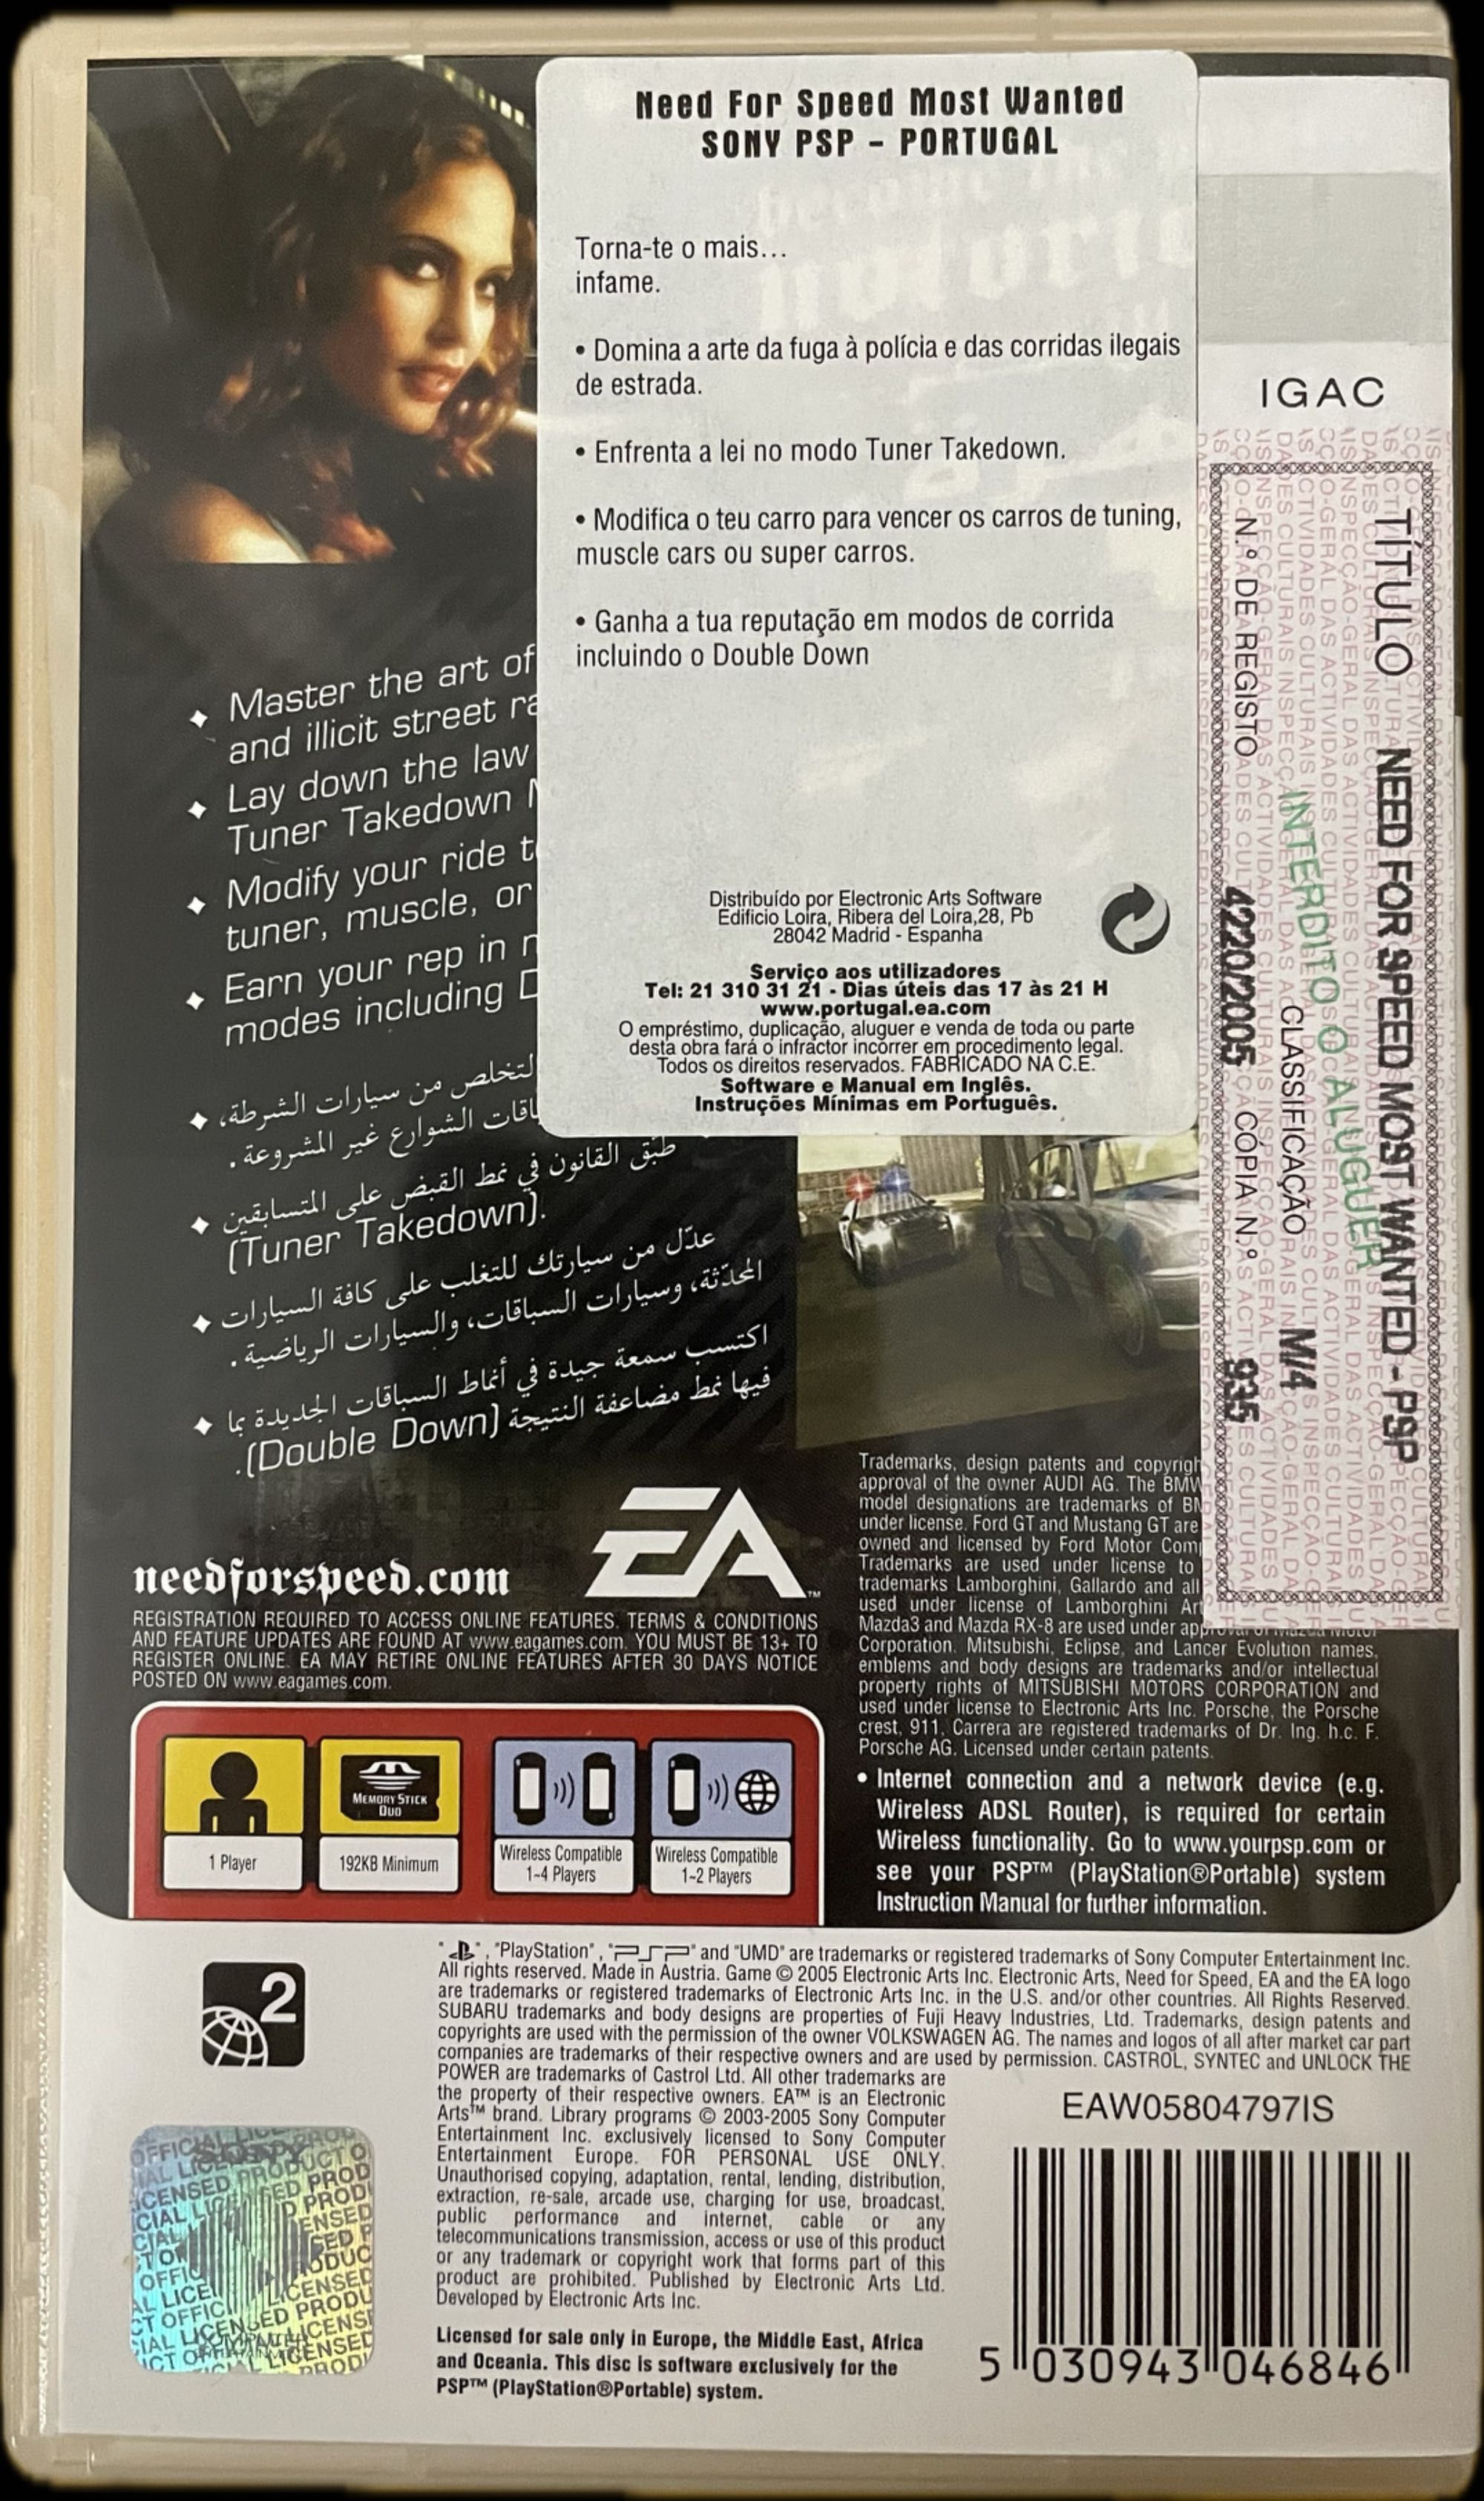 Need For Speed Most Wanted
SONY PSP - PORTUGAL
Torna-te o mais...
infame.
• Domina a arte da fuga à polícia e das corridas ilegais
de estrada.
• Enfrenta a lei no modo Tuner Takedown.
• Modifica o teu carro para vencer os carros de tuning,
muscle cars ou super carros.
• Ganha a tua reputação em modos de corrida
incluindo o Double Down
Distribuído por Electronic Arts Software
Edificio Loira, Ribera del Loira,28, Pb
28042 Madrid - Espanha
Serviço aos utilizadores
Tel: 21 310 31 21 - Dias úteis das 17 às 21 H
www.portugal.ea.com
O empréstimo, duplicação, aluguer e venda de toda ou parte
desta obra fará o infractor incorrer em procedimento legal.
Todos os direitos reservados. FABRICADO NA C.E.
Software e Manual em Inglês.
Instruções Mínimas em Português.
IGAC
TÍTULO NEED FOR SPEED MOST WANTED - PSP
INTERDITO O ALUGUER
CLASSIFICAÇÃO M/4
N.º DE REGISTO 4220/2005 CÓPIA N.º 935
Master the art of
and illicit street
Lay down the law
Tuner Takedown
Modify your ride
tuner, muscle, or
Earn your rep in
modes including
لتخلص من سيارات الشرطة،
الشوارع غير المشروعة.
طبّق القانون في نمط القبض على المتسابقين
(Tuner Takedown).
عدّل من سيارتك للتغلب على كافة السيارات
المحدّثة، وسيارات السباقات، والسيارات الرياضية.
اكتسب سمعة جيدة في أنماط السباقات الجديدة بما
فيها نمط مضاعفة النتيجة (Double Down).
EA™
needforspeed.com
REGISTRATION REQUIRED TO ACCESS ONLINE FEATURES. TERMS & CONDITIONS
AND FEATURE UPDATES ARE FOUND AT www.eagames.com. YOU MUST BE 13+ TO
REGISTER ONLINE. EA MAY RETIRE ONLINE FEATURES AFTER 30 DAYS NOTICE
POSTED ON www.eagames.com.
Trademarks, design patents and
approval of the owner AUDI AG. The BMW
model designations are trademarks of
under license. Ford GT and Mustang GT are
owned and licensed by Ford Motor
Trademarks are used under license to
trademarks Lamborghini, Gallardo and all
used under license of Lamborghini
Mazda3 and Mazda RX-8 are used under approval of Mazda Motor
Corporation. Mitsubishi, Eclipse, and Lancer Evolution names,
emblems and body designs are trademarks and/or intellectual
property rights of MITSUBISHI MOTORS CORPORATION and
used under license to Electronic Arts Inc. Porsche, the Porsche
crest, 911, Carrera are registered trademarks of Dr. Ing. h.c. F.
Porsche AG. Licensed under certain patents.
• Internet connection and a network device (e.g.
Wireless ADSL Router), is required for certain
Wireless functionality. Go to www.yourpsp.com or
see your PSP™ (PlayStation®Portable) system
Instruction Manual for further information.
MEMORY STICK
DUO
1 Player
192KB Minimum
Wireless Compatible
1-4 Players
Wireless Compatible
1-2 Players
2
", "PlayStation", "PSP" and "UMD" are trademarks or registered trademarks of Sony Computer Entertainment Inc.
All rights reserved. Made in Austria. Game © 2005 Electronic Arts Inc. Electronic Arts, Need for Speed, EA and the EA logo
are trademarks or registered trademarks of Electronic Arts Inc. in the U.S. and/or other countries. All Rights Reserved.
SUBARU trademarks and body designs are properties of Fuji Heavy Industries, Ltd. Trademarks, design patents and
copyrights are used with the permission of the owner VOLKSWAGEN AG. The names and logos of all after market car part
companies are trademarks of their respective owners and are used by permission. CASTROL, SYNTEC and UNLOCK THE
POWER are trademarks of Castrol Ltd. All other trademarks are
the property of their respective owners. EA™ is an Electronic
Arts™ brand. Library programs © 2003-2005 Sony Computer
Entertainment Inc. exclusively licensed to Sony Computer
Entertainment Europe. FOR PERSONAL USE ONLY.
Unauthorised copying, adaptation, rental, lending, distribution,
extraction, re-sale, arcade use, charging for use, broadcast,
public performance and internet, cable or any
telecommunications transmission, access or use of this product
or any trademark or copyright work that forms part of this
product are prohibited. Published by Electronic Arts Ltd.
Developed by Electronic Arts Inc.
Licensed for sale only in Europe, the Middle East, Africa
and Oceania. This disc is software exclusively for the
PSP™ (PlayStation®Portable) system.
EAW05804797IS
5 030943 046846
SONY